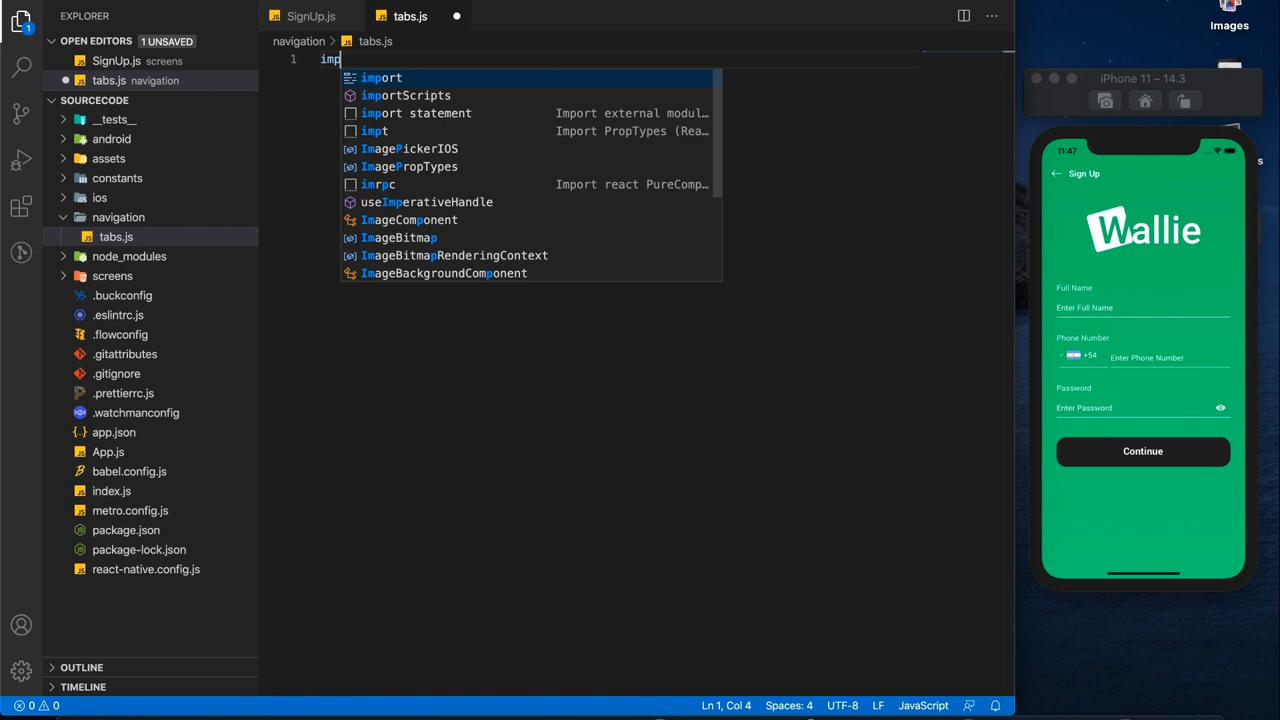 EXPLORER
OPEN EDITORS 1 UNSAVED
SignUp.js screens
tabs.js navigation
SOURCECODE
__tests__
android
assets
constants
ios
navigation
tabs.js
node_modules
screens
.buckconfig
.eslintrc.js
.flowconfig
.gitattributes
.gitignore
.prettierrc.js
.watchmanconfig
app.json
App.js
babel.config.js
index.js
metro.config.js
package.json
package-lock.json
react-native.config.js
OUTLINE
TIMELINE
1
SignUp.js tabs.js
navigation > tabs.js
1 imp
import
importScripts
import statement Import external modul…
impt Import PropTypes (Rea…
ImagePickerIOS
ImagePropTypes
imrpc Import react PureComp…
useImperativeHandle
ImageComponent
ImageBitmap
ImageBitmapRenderingContext
ImageBackgroundComponent
Images
iPhone 11 – 14.3
11:47
Sign Up
Wallie
Full Name
Enter Full Name
Phone Number
+54 Enter Phone Number
Password
Enter Password
Continue
0 0 Ln 1, Col 4 Spaces: 4 UTF-8 LF JavaScript